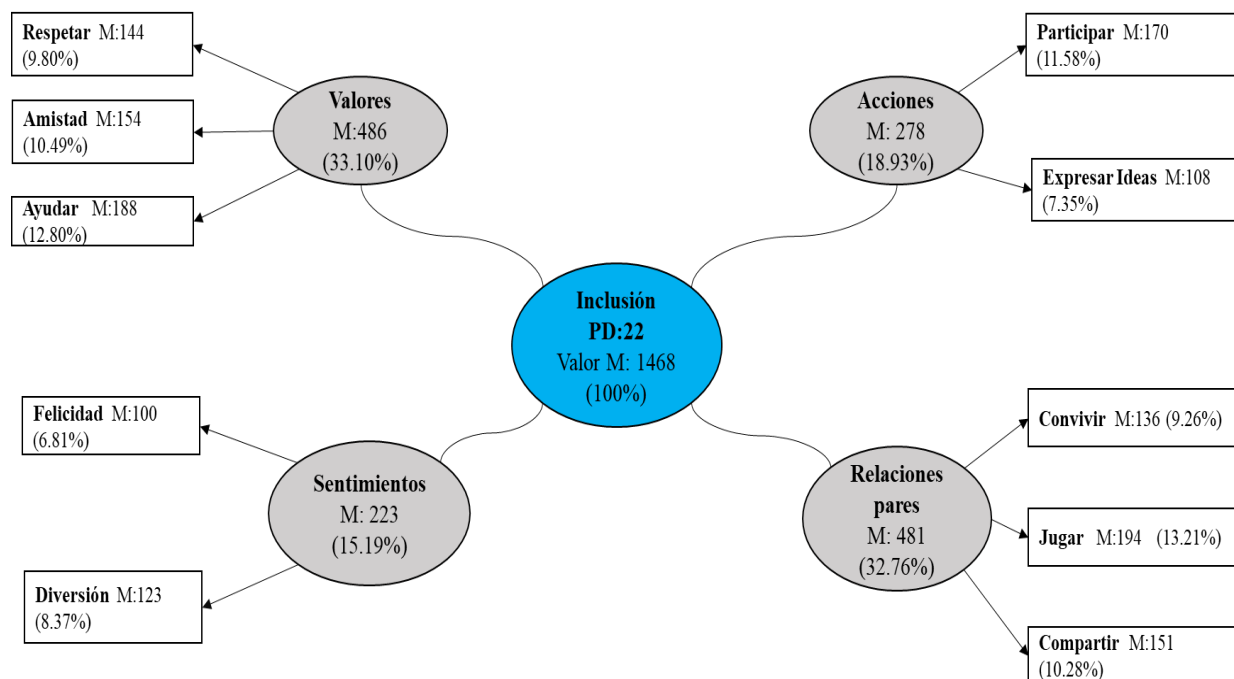 Respetar M:144
(9.80%)
Amistad M:154
(10.49%)
Ayudar M:188
(12.80%)
Valores
M:486
(33.10%)
Acciones
M: 278
(18.93%)
Participar M:170
(11.58%)
Expresar Ideas M:108
(7.35%)
Inclusión
PD:22
Valor M: 1468
(100%)
Felicidad M:100
(6.81%)
Diversión M:123
(8.37%)
Sentimientos
M: 223
(15.19%)
Relaciones
pares
M: 481
(32.76%)
Convivir M:136 (9.26%)
Jugar M:194 (13.21%)
Compartir M:151
(10.28%)